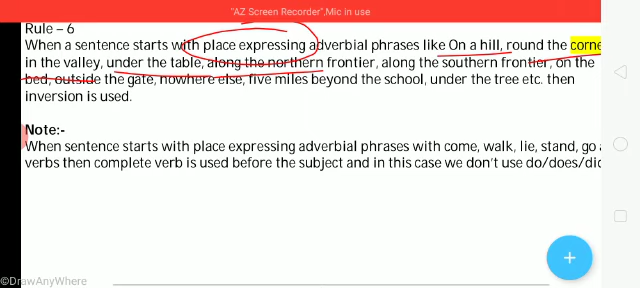 "AZ Screen Recorder",Mic in use
Rule – 6
When a sentence starts with place expressing adverbial phrases like On a hill, round the corne
in the valley, under the table, along the northern frontier, along the southern frontier, on the
bed, outside the gate, nowhere else, five miles beyond the school, under the tree etc. then
inversion is used.
Note:-
When sentence starts with place expressing adverbial phrases with come, walk, lie, stand, go
verbs then complete verb is used before the subject and in this case we don't use do/does/did
©DrawAnyWhere